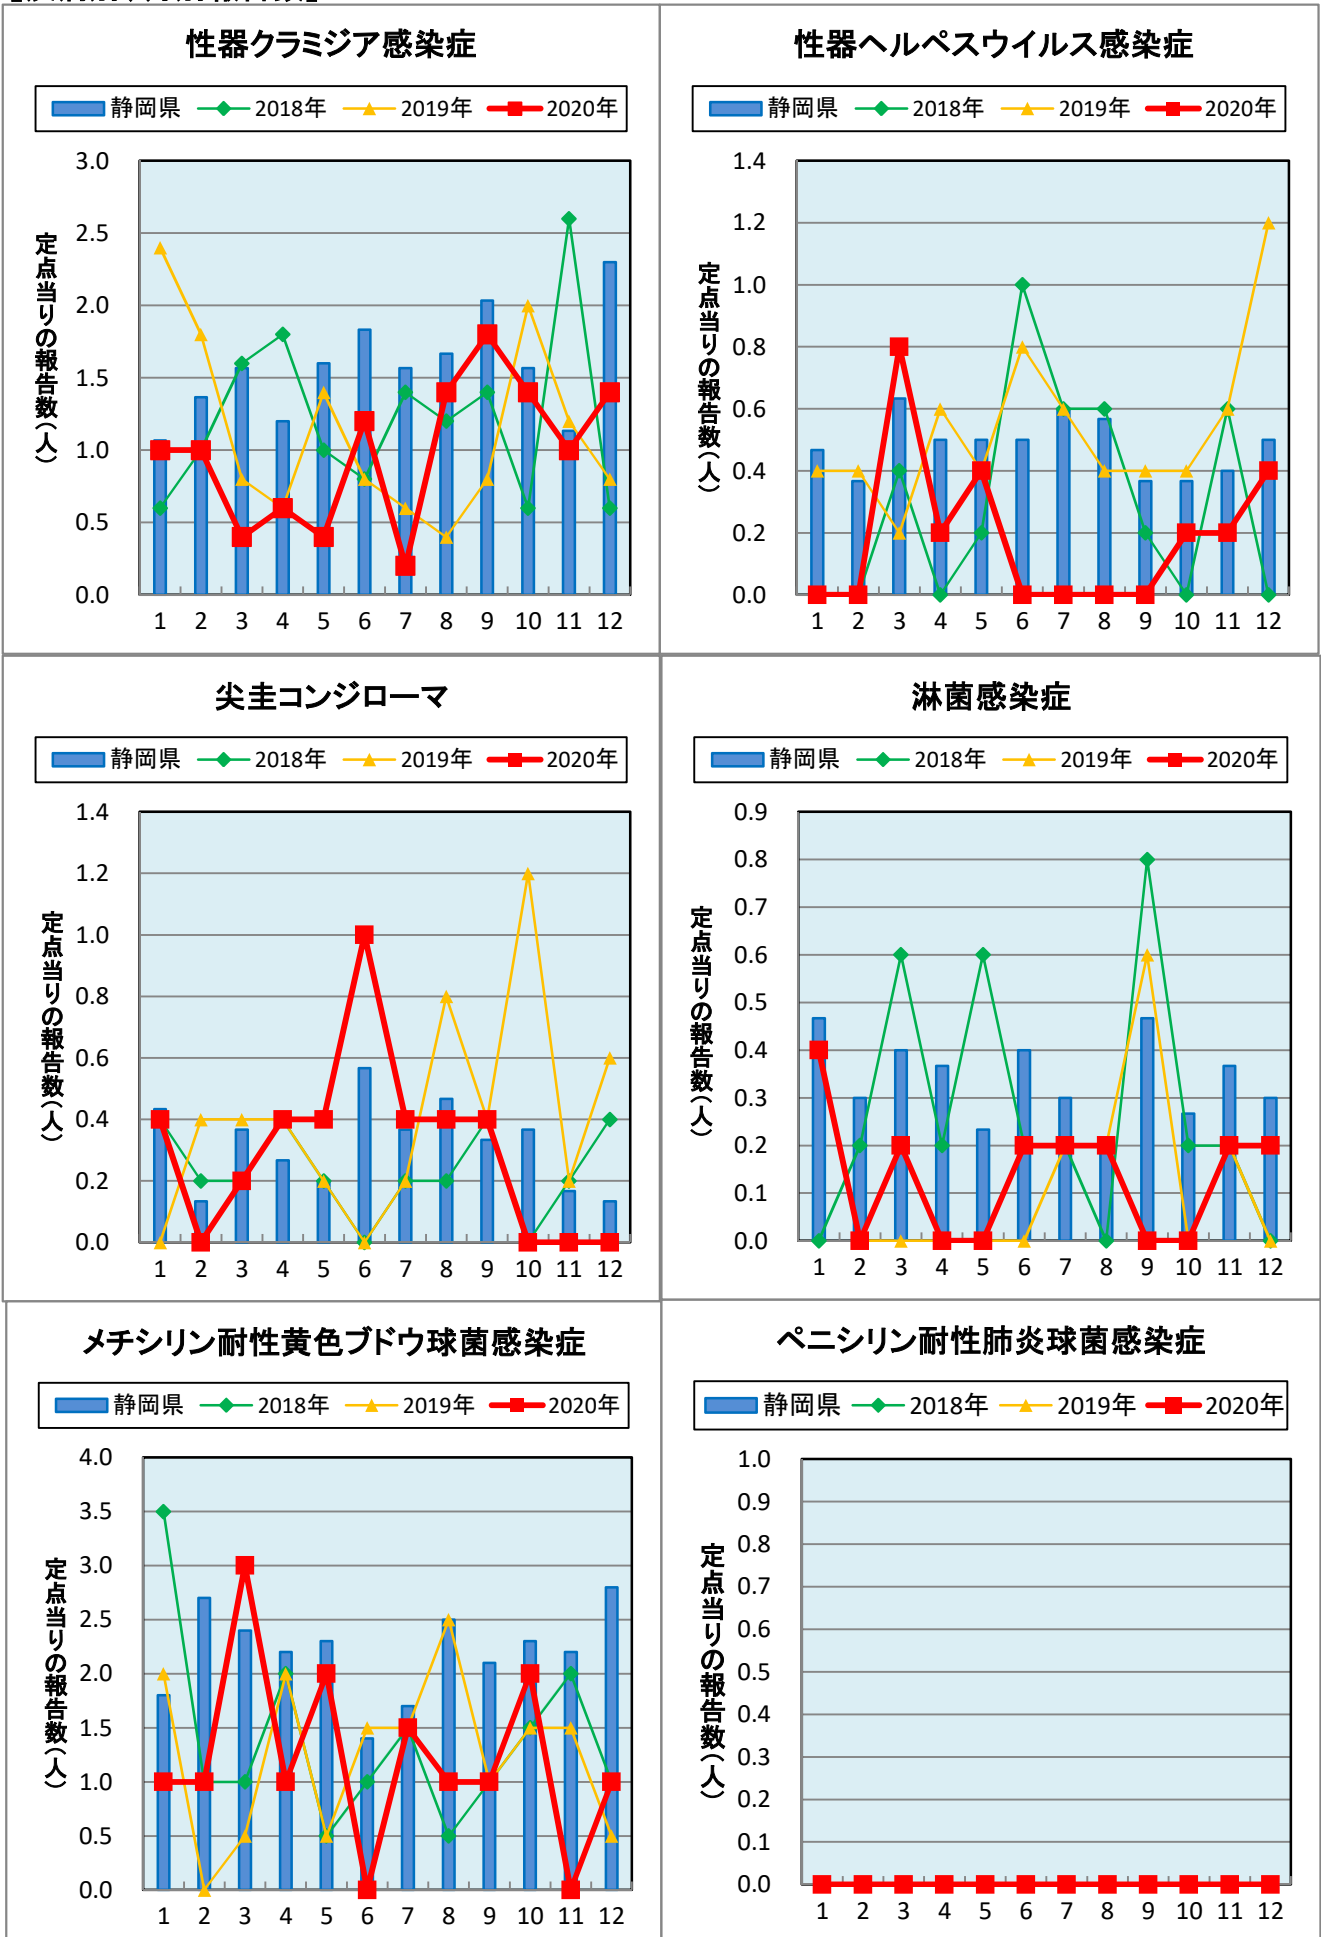 性器クラミジア感染症
静岡県 2018年 2019年 2020年
定点当りの報告数（人）
3.0
2.5
2.0
1.5
1.0
0.5
0.0
1 2 3 4 5 6 7 8 9 10 11 12
性器ヘルペスウイルス感染症
静岡県 2018年 2019年 2020年
定点当りの報告数（人）
1.4
1.2
1.0
0.8
0.6
0.4
0.2
0.0
1 2 3 4 5 6 7 8 9 10 11 12
尖圭コンジローマ
静岡県 2018年 2019年 2020年
定点当りの報告数（人）
1.4
1.2
1.0
0.8
0.6
0.4
0.2
0.0
1 2 3 4 5 6 7 8 9 10 11 12
淋菌感染症
静岡県 2018年 2019年 2020年
定点当りの報告数（人）
0.9
0.8
0.7
0.6
0.5
0.4
0.3
0.2
0.1
0.0
1 2 3 4 5 6 7 8 9 10 11 12
メチシリン耐性黄色ブドウ球菌感染症
静岡県 2018年 2019年 2020年
定点当りの報告数（人）
4.0
3.5
3.0
2.5
2.0
1.5
1.0
0.5
0.0
1 2 3 4 5 6 7 8 9 10 11 12
ペニシリン耐性肺炎球菌感染症
静岡県 2018年 2019年 2020年
定点当りの報告数（人）
1.0
0.9
0.8
0.7
0.6
0.5
0.4
0.3
0.2
0.1
0.0
1 2 3 4 5 6 7 8 9 10 11 12